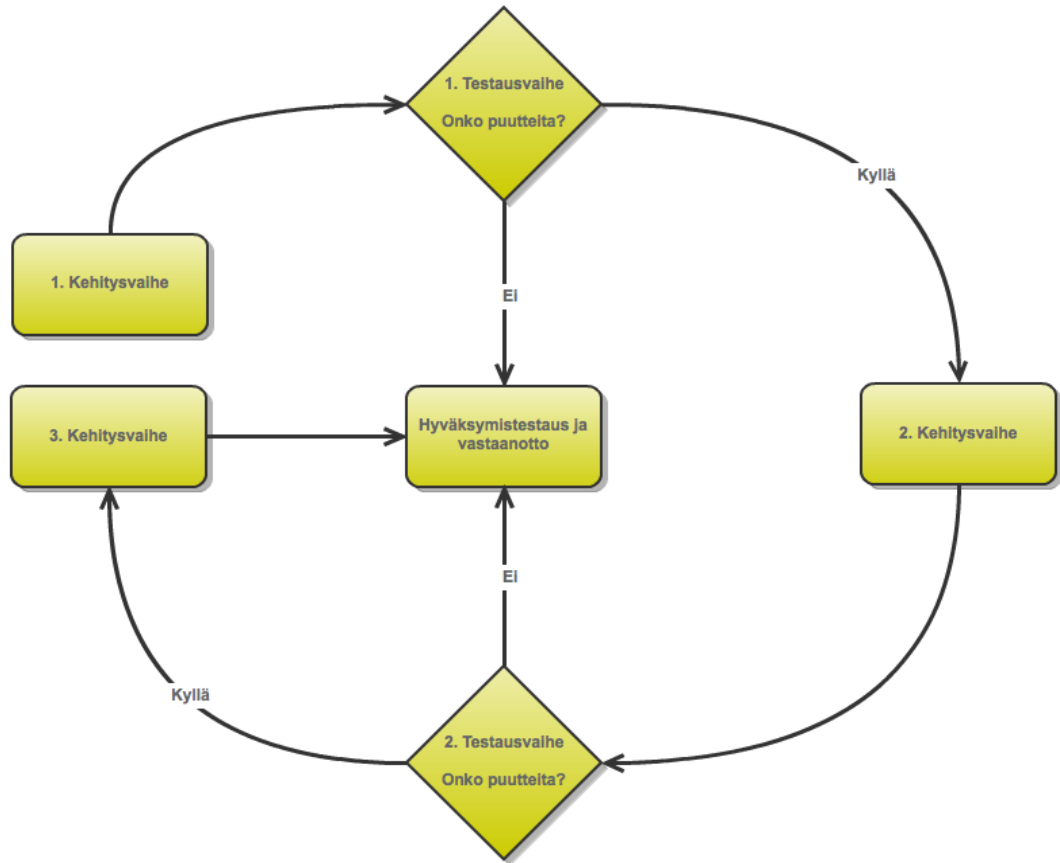 1. Testausvaihe
Onko puutteita?
Kyllä
1. Kehitysvaihe
Ei
3. Kehitysvaihe
Hyväksymistestaus ja
vastaanotto
2. Kehitysvaihe
Ei
Kyllä
2. Testausvaihe
Onko puutteita?